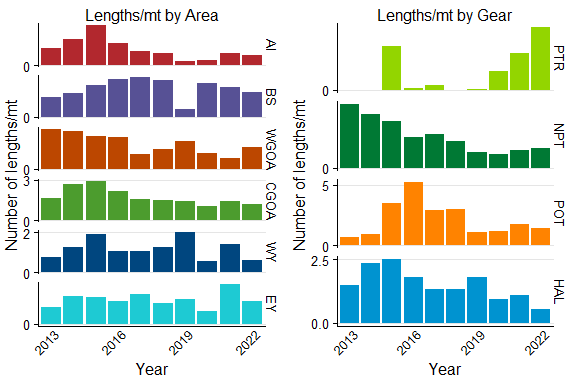 Lengths/mt by Area
Number of lengths/mt
0
AI
0
BS
0
WGOA
3
0
CGOA
2
0
WY
0
EY
2013
2016
2019
2022
Year
Lengths/mt by Gear
Number of lengths/mt
0
PTR
0
NPT
5
0
POT
2.5
0.0
HAL
2013
2016
2019
2022
Year